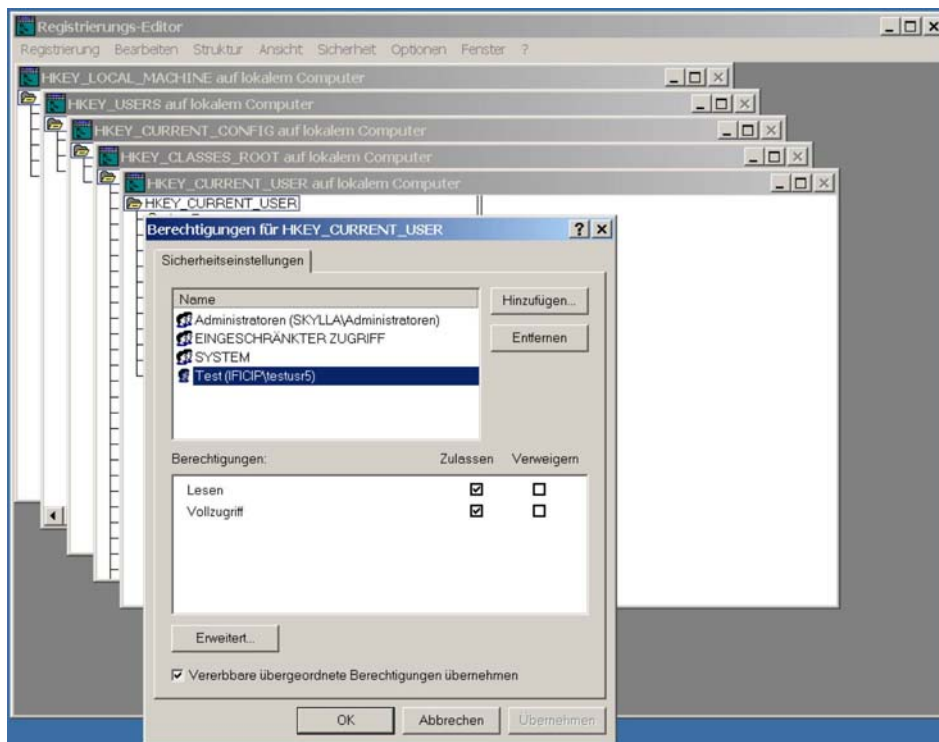 Registrierungs-Editor
Registrierung Bearbeiten Struktur Ansicht Sicherheit Optionen Fenster ?
HKEY_LOCAL_MACHINE auf lokalem Computer
HKEY_USERS auf lokalem Computer
HKEY_CURRENT_CONFIG auf lokalem Computer
HKEY_CLASSES_ROOT auf lokalem Computer
HKEY_CURRENT_USER auf lokalem Computer
HKEY_CURRENT_USER
Berechtigungen für HKEY_CURRENT_USER
Sicherheitseinstellungen
Name
Administratoren (SKYLLA\Administratoren)
EINGESCHRÄNKTER ZUGRIFF
SYSTEM
Test (IFICIP\testusr5)
Hinzufügen...
Entfernen
Berechtigungen: Zulassen Verweigern
Lesen
Vollzugriff
Erweitert...
Vererbbare übergeordnete Berechtigungen übernehmen
OK Abbrechen Übernehmen